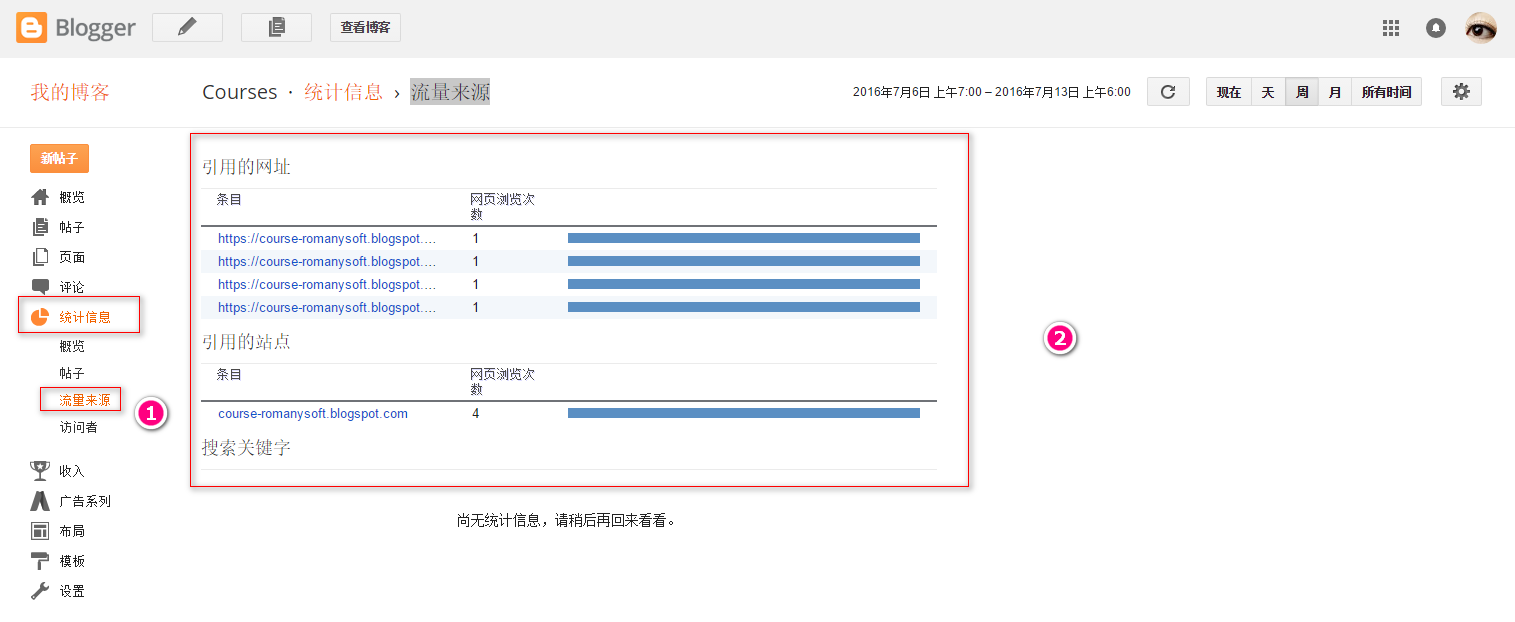 Blogger
查看博客
我的博客
Courses · 统计信息 › 流量来源
2016年7月6日 上午7:00 – 2016年7月13日 上午6:00
现在 天 周 月 所有时间
新帖子
概览
帖子
页面
评论
统计信息
概览
帖子
流量来源
访问者
收入
广告系列
布局
模板
设置
1
引用的网址
条目 网页浏览次
数
https://course-romanysoft.blogspot.… 1
https://course-romanysoft.blogspot.… 1
https://course-romanysoft.blogspot.… 1
https://course-romanysoft.blogspot.… 1
引用的站点
条目 网页浏览次
数
course-romanysoft.blogspot.com 4
搜索关键字
尚无统计信息，请稍后再回来看看。
2